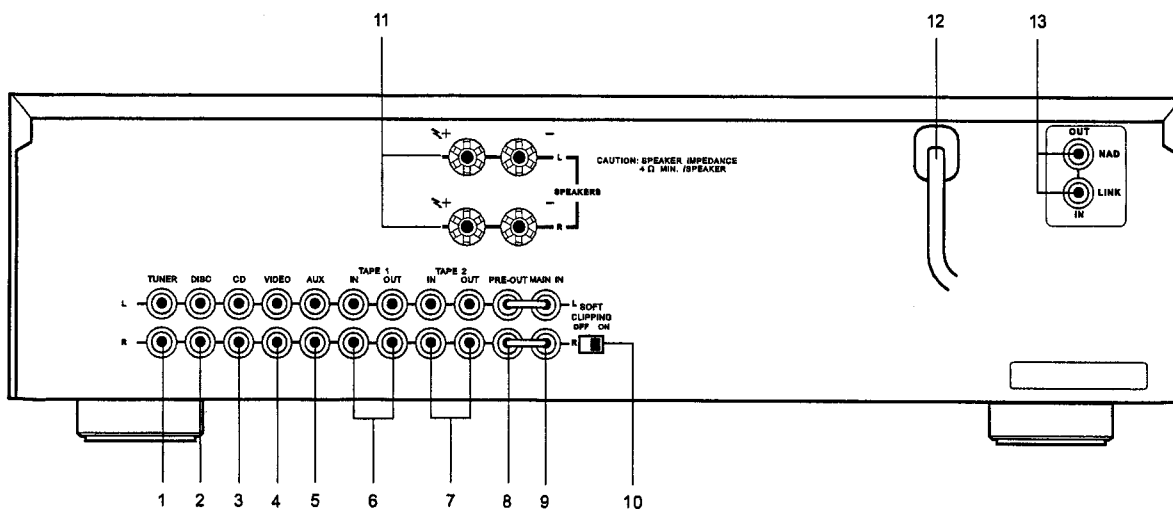 11 12 13
OUT
+ − NAD
L CAUTION: SPEAKER IMPEDANCE
4 Ω MIN. /SPEAKER
SPEAKERS
LINK
IN
+ −
R
TAPE 1 TAPE 2
TUNER DISC CD VIDEO AUX IN OUT IN OUT PRE-OUT MAIN IN
L L SOFT
CLIPPING
OFF ON
R R
1 2 3 4 5 6 7 8 9 10